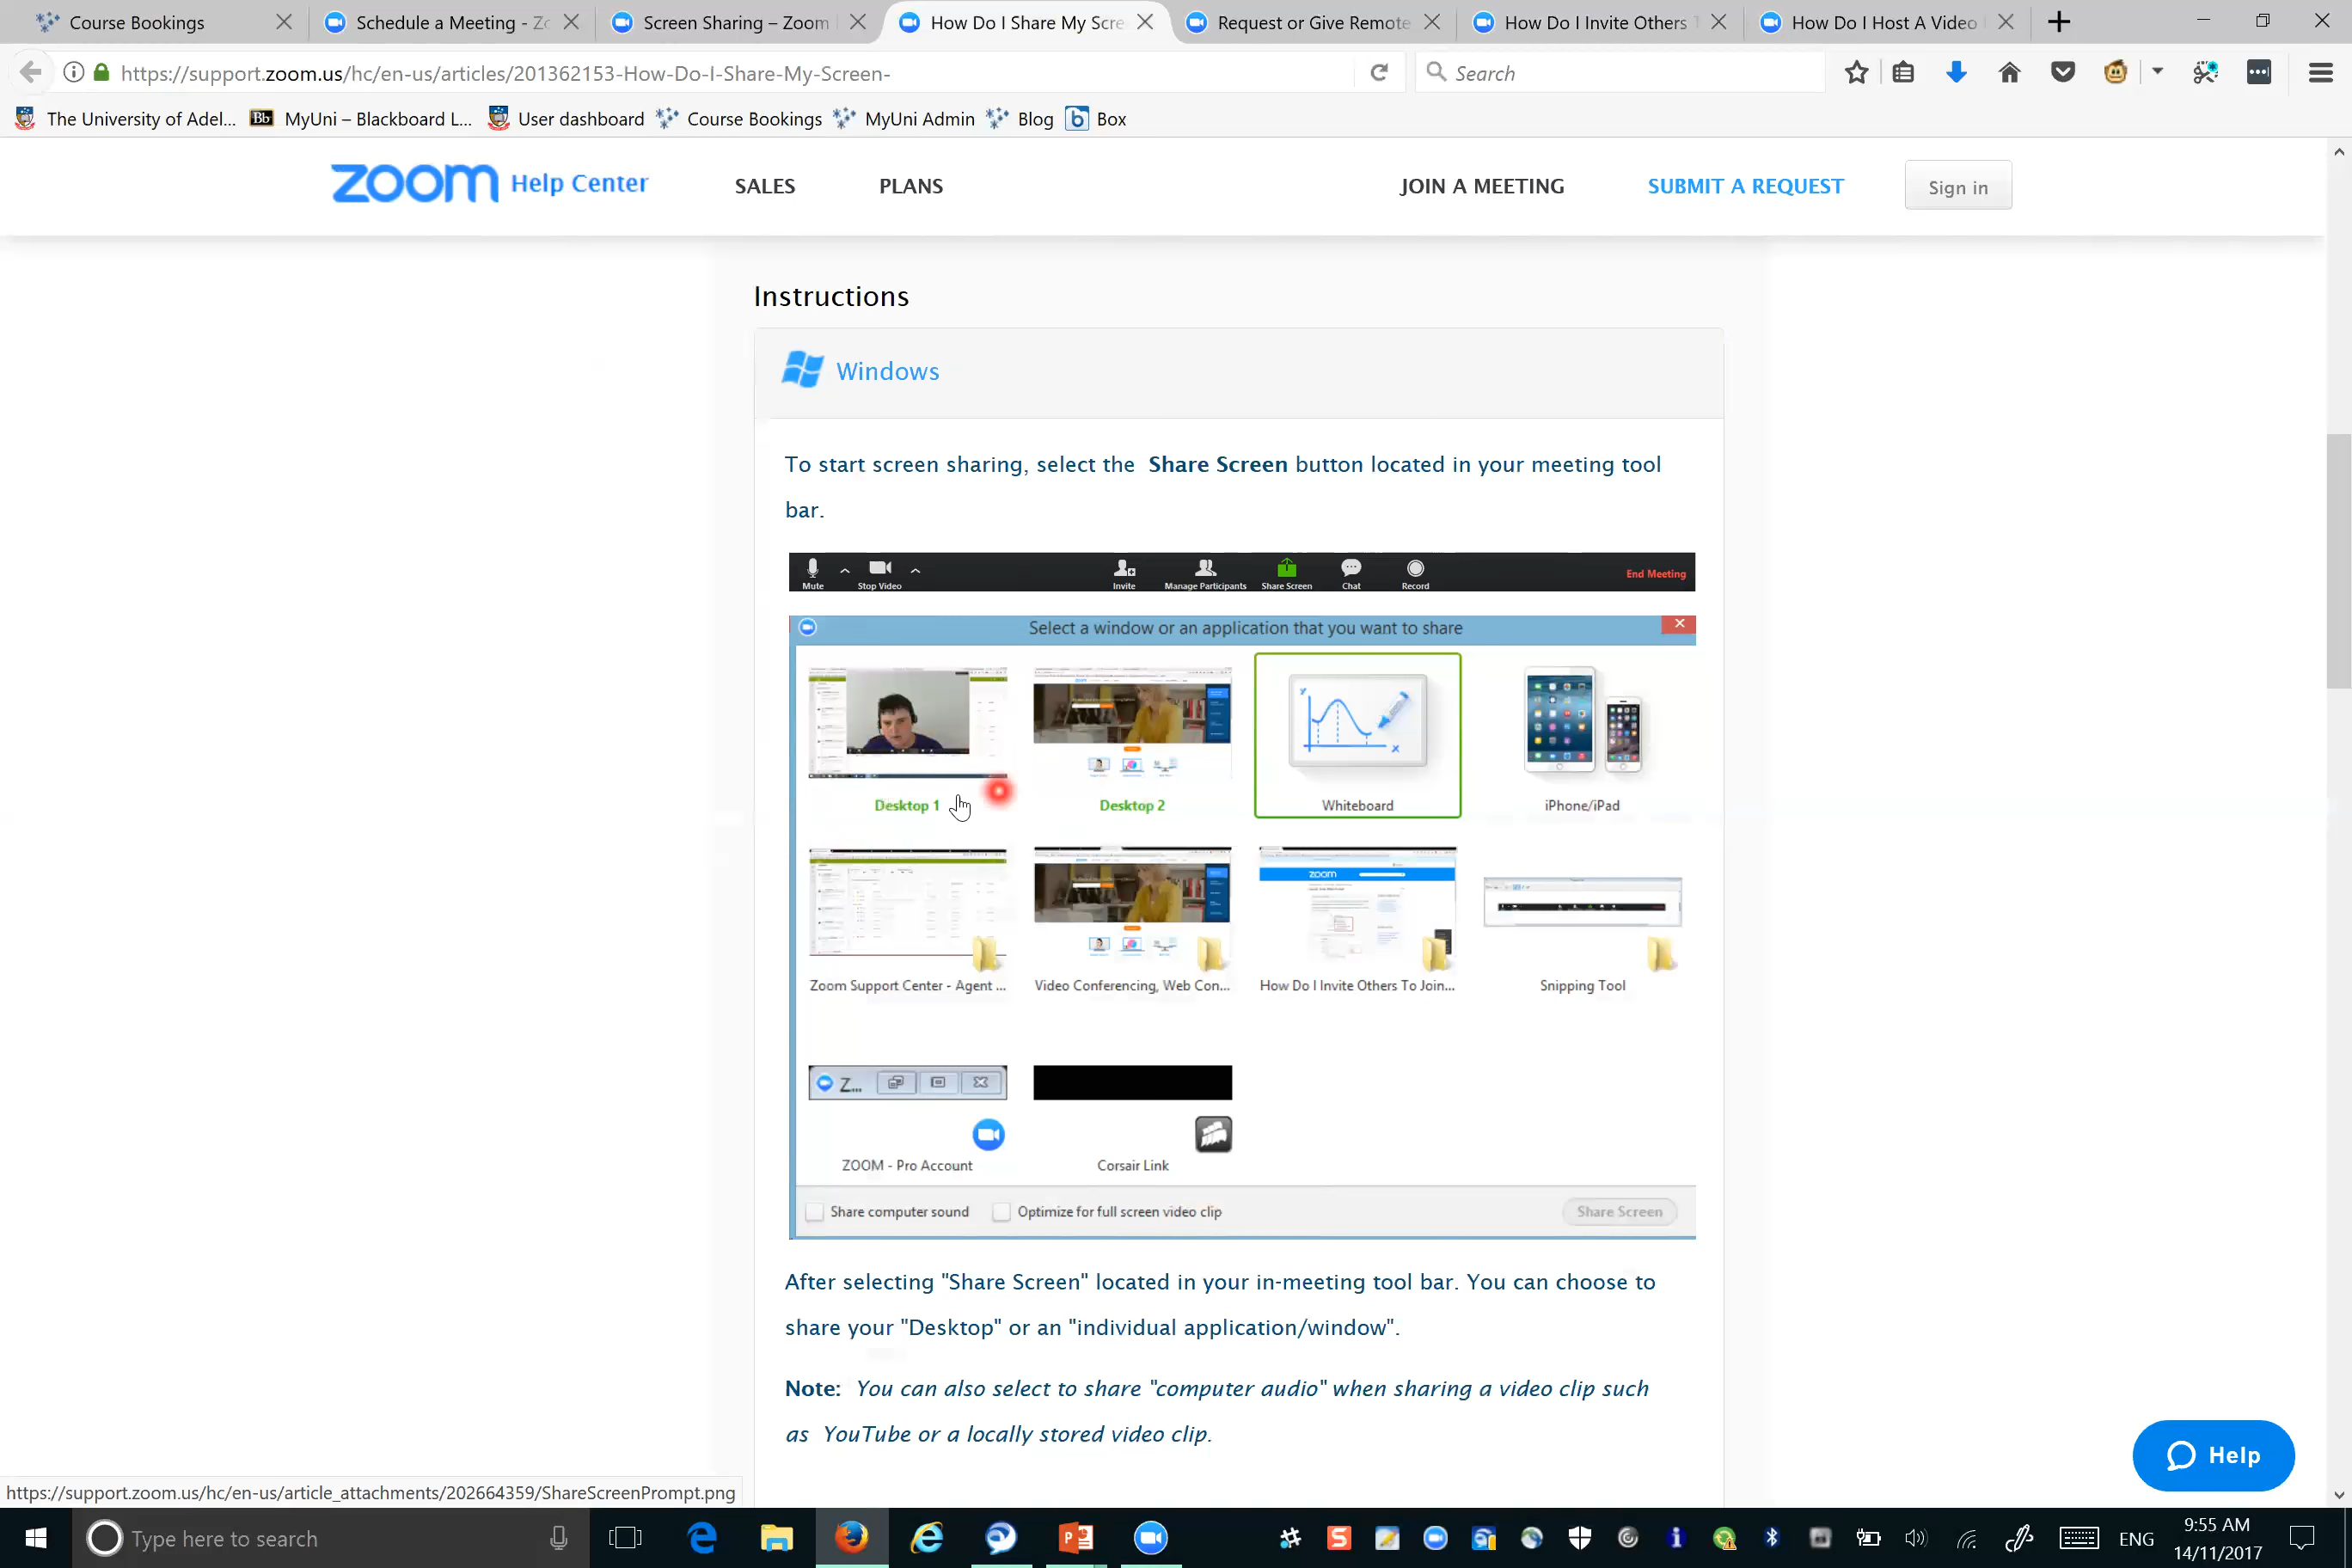 Course Bookings
Schedule a Meeting - Zo
Screen Sharing – Zoom
How Do I Share My Scre
Request or Give Remote
How Do I Invite Others
How Do I Host A Video
https://support.zoom.us/hc/en-us/articles/201362153-How-Do-I-Share-My-Screen-
Search
The University of Adel...
Bb MyUni – Blackboard L...
User dashboard
Course Bookings
MyUni Admin
Blog
b Box
zoom Help Center
SALES
PLANS
JOIN A MEETING
SUBMIT A REQUEST
Sign in
Instructions
Windows
To start screen sharing, select the Share Screen button located in your meeting tool
bar.
Mute
Stop Video
Invite
Manage Participants
Share Screen
Chat
Record
End Meeting
Select a window or an application that you want to share
Desktop 1
Desktop 2
Whiteboard
iPhone/iPad
zoom
Zoom Support Center - Agent ...
Video Conferencing, Web Con...
How Do I Invite Others To Join...
Snipping Tool
Z...
ZOOM - Pro Account
Corsair Link
Share computer sound
Optimize for full screen video clip
Share Screen
After selecting "Share Screen" located in your in-meeting tool bar. You can choose to
share your "Desktop" or an "individual application/window".
Note: You can also select to share "computer audio" when sharing a video clip such
as YouTube or a locally stored video clip.
Help
https://support.zoom.us/hc/en-us/article_attachments/202664359/ShareScreenPrompt.png
Type here to search
ENG
9:55 AM
14/11/2017